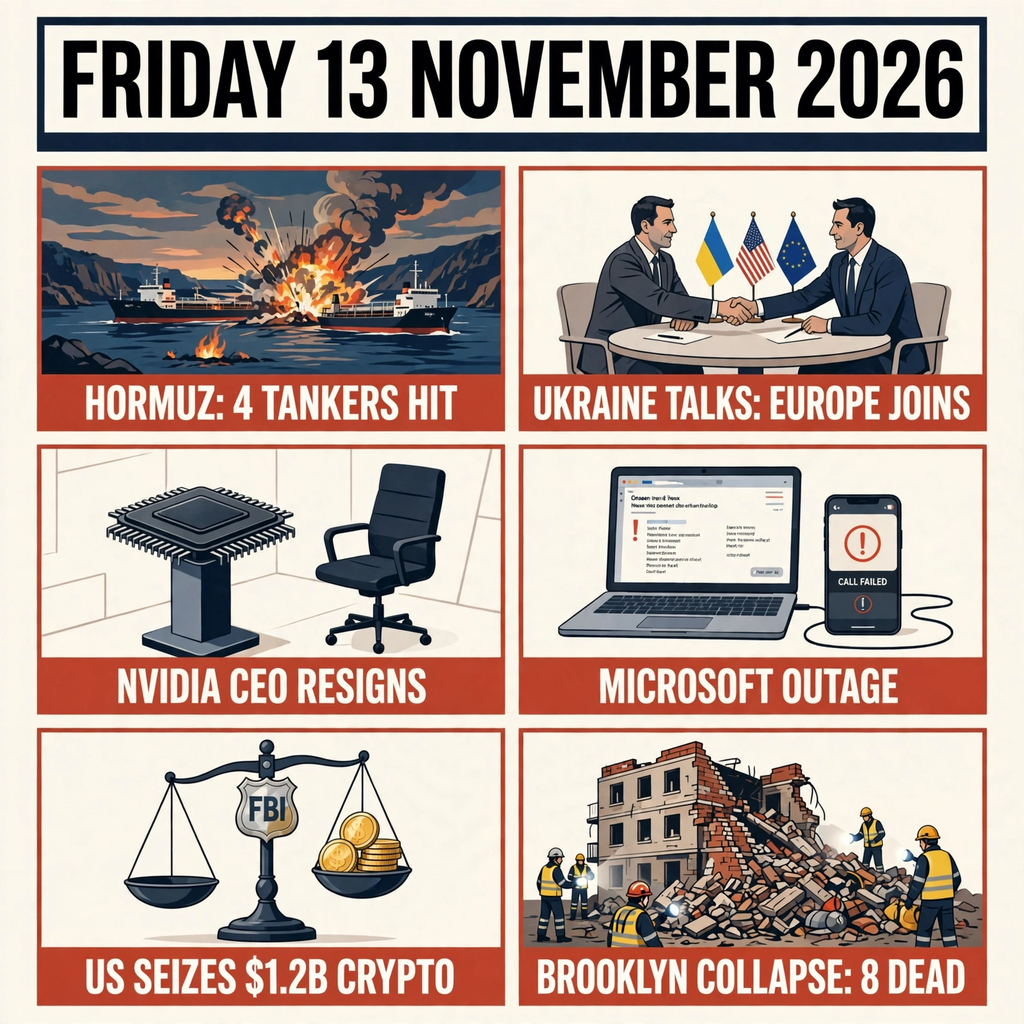 FRIDAY 13 NOVEMBER 2026
HORMUZ: 4 TANKERS HIT
UKRAINE TALKS: EUROPE JOINS
NVIDIA CEO RESIGNS
CALL FAILED
MICROSOFT OUTAGE
FBI
US SEIZES $1.2B CRYPTO
BROOKLYN COLLAPSE: 8 DEAD